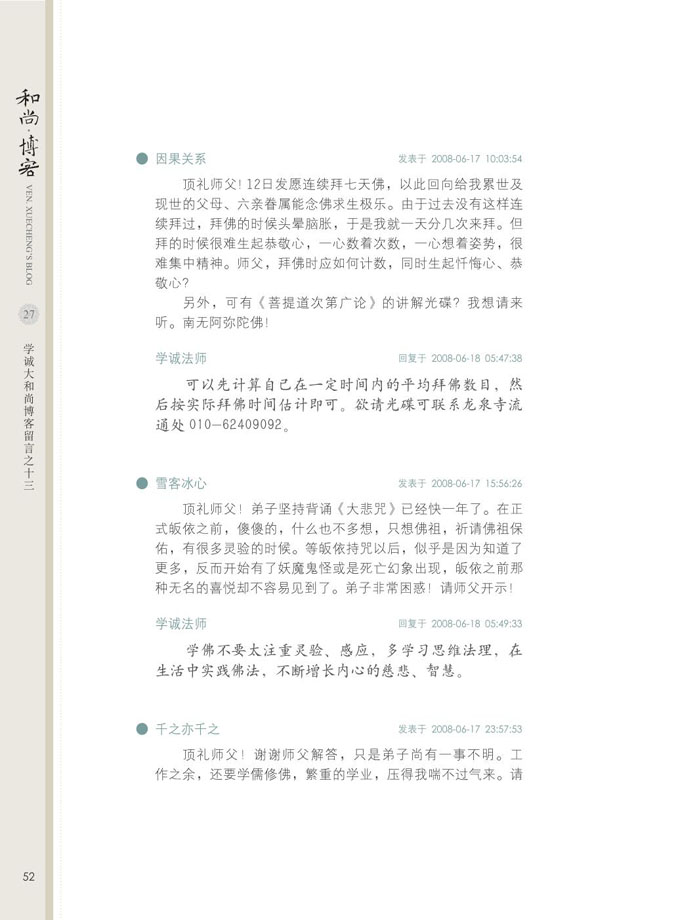 和尚·博客
VEN. XUECHENG'S BLOG
27
学诚大和尚博客留言之十三
因果关系 发表于 2008-06-17 10:03:54
顶礼师父！12日发愿连续拜七天佛，以此回向给我累世及
现世的父母、六亲眷属能念佛求生极乐。由于过去没有这样连
续拜过，拜佛的时候头晕脑胀，于是我就一天分几次来拜。但
拜的时候很难生起恭敬心，一心数着次数，一心想着姿势，很
难集中精神。师父，拜佛时应如何计数，同时生起忏悔心、恭
敬心？
另外，可有《菩提道次第广论》的讲解光碟？我想请来
听。南无阿弥陀佛！
学诚法师 回复于 2008-06-18 05:47:38
可以先计算自己在一定时间内的平均拜佛数目，然
后按实际拜佛时间估计即可。欲请光碟可联系龙泉寺流
通处 010—62409092。
雪客冰心 发表于 2008-06-17 15:56:26
顶礼师父！弟子坚持背诵《大悲咒》已经快一年了。在正
式皈依之前，傻傻的，什么也不多想，只想佛祖，祈请佛祖保
佑，有很多灵验的时候。等皈依持咒以后，似乎是因为知道了
更多，反而开始有了妖魔鬼怪或是死亡幻象出现，皈依之前那
种无名的喜悦却不容易见到了。弟子非常困惑！请师父开示！
学诚法师 回复于 2008-06-18 05:49:33
学佛不要太注重灵验、感应，多学习思维法理，在
生活中实践佛法，不断增长内心的慈悲、智慧。
千之亦千之 发表于 2008-06-17 23:57:53
顶礼师父！谢谢师父解答，只是弟子尚有一事不明。工
作之余，还要学儒修佛，繁重的学业，压得我喘不过气来。请
52